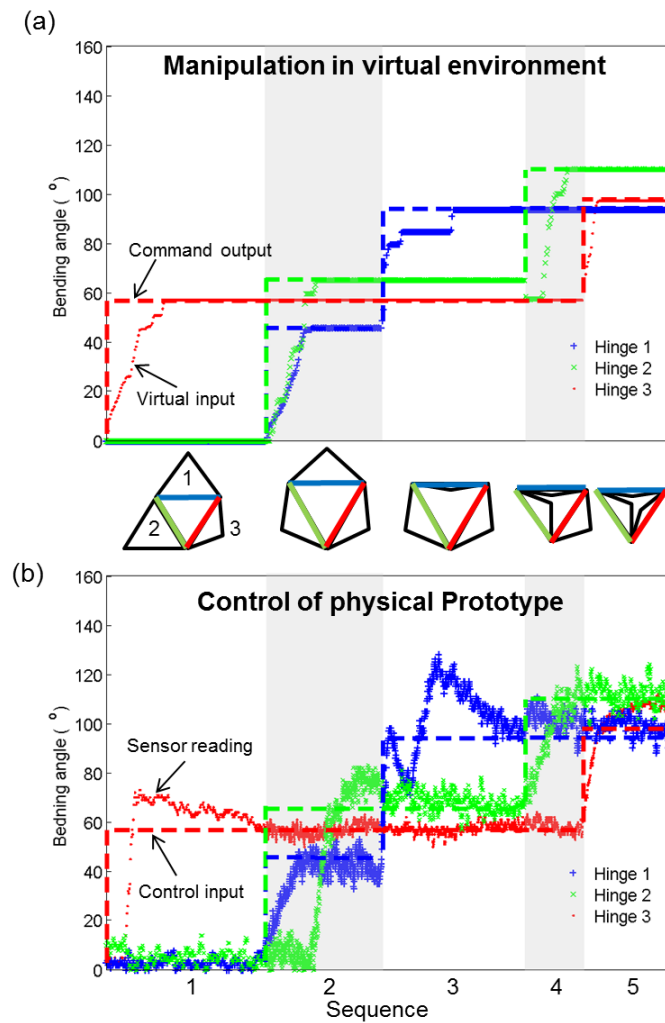 (a)
Manipulation in virtual environment
160
140
120
100
80
60
40
20
0
Bending angle ( °)
Command output
Virtual input
Hinge 1
Hinge 2
Hinge 3
1
2
3
(b)
Control of physical Prototype
160
140
120
100
80
60
40
20
0
Bedning angle ( °)
Sensor reading
Control input
Hinge 1
Hinge 2
Hinge 3
1 2 3 4 5
Sequence